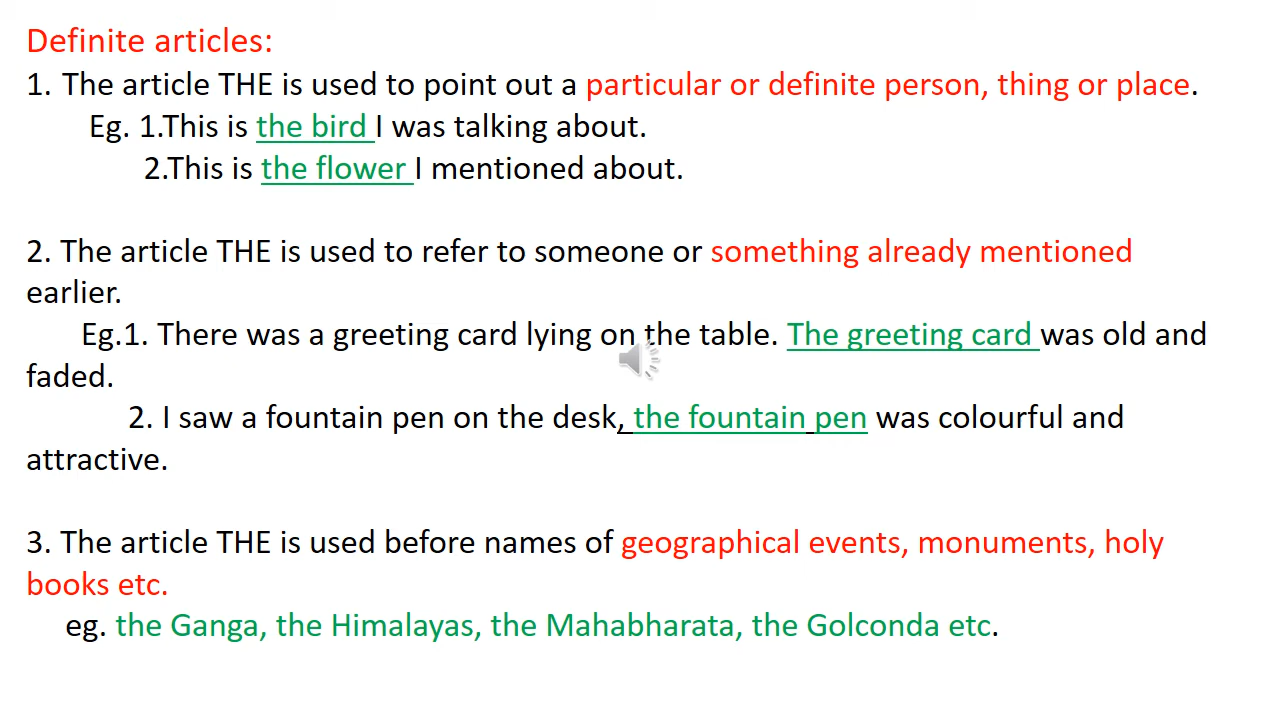 Definite articles:
1. The article THE is used to point out a particular or definite person, thing or place.
Eg. 1.This is the bird I was talking about.
2.This is the flower I mentioned about.
2. The article THE is used to refer to someone or something already mentioned
earlier.
Eg.1. There was a greeting card lying on the table. The greeting card was old and
faded.
2. I saw a fountain pen on the desk, the fountain pen was colourful and
attractive.
3. The article THE is used before names of geographical events, monuments, holy
books etc.
eg. the Ganga, the Himalayas, the Mahabharata, the Golconda etc.